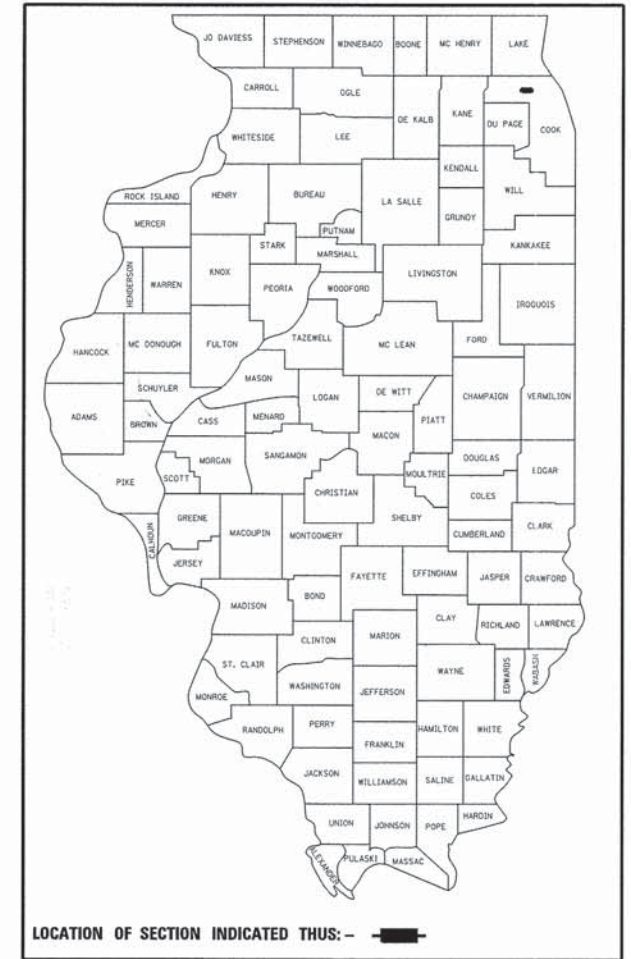 JO DAVIESS STEPHENSON WINNEBAGO BOONE MC HENRY LAKE
CARROLL OGLE DE KALB KANE DU PAGE COOK
WHITESIDE LEE
KENDALL WILL
ROCK ISLAND HENRY BUREAU LA SALLE GRUNDY
MERCER PUTNAM
STARK MARSHALL KANKAKEE
HENDERSON WARREN KNOX PEORIA WOODFORD LIVINGSTON
IROQUOIS
HANCOCK MC DONOUGH FULTON TAZEWELL MC LEAN FORD
MASON
SCHUYLER LOGAN DE WITT CHAMPAIGN VERMILION
ADAMS BROWN CASS MENARD PIATT
MACON
MORGAN SANGAMON DOUGLAS
PIKE SCOTT MOULTRIE EDGAR
CHRISTIAN COLES
GREENE SHELBY
CALHOUN MACOUPIN MONTGOMERY CUMBERLAND CLARK
JERSEY
FAYETTE EFFINGHAM JASPER CRAWFORD
MADISON BOND
CLAY RICHLAND LAWRENCE
CLINTON MARION
ST. CLAIR WAYNE EDWARDS WABASH
WASHINGTON JEFFERSON
MONROE
RANDOLPH PERRY HAMILTON WHITE
FRANKLIN
JACKSON WILLIAMSON SALINE GALLATIN
HARDIN
UNION JOHNSON POPE
ALEXANDER PULASKI MASSAC
LOCATION OF SECTION INDICATED THUS: –